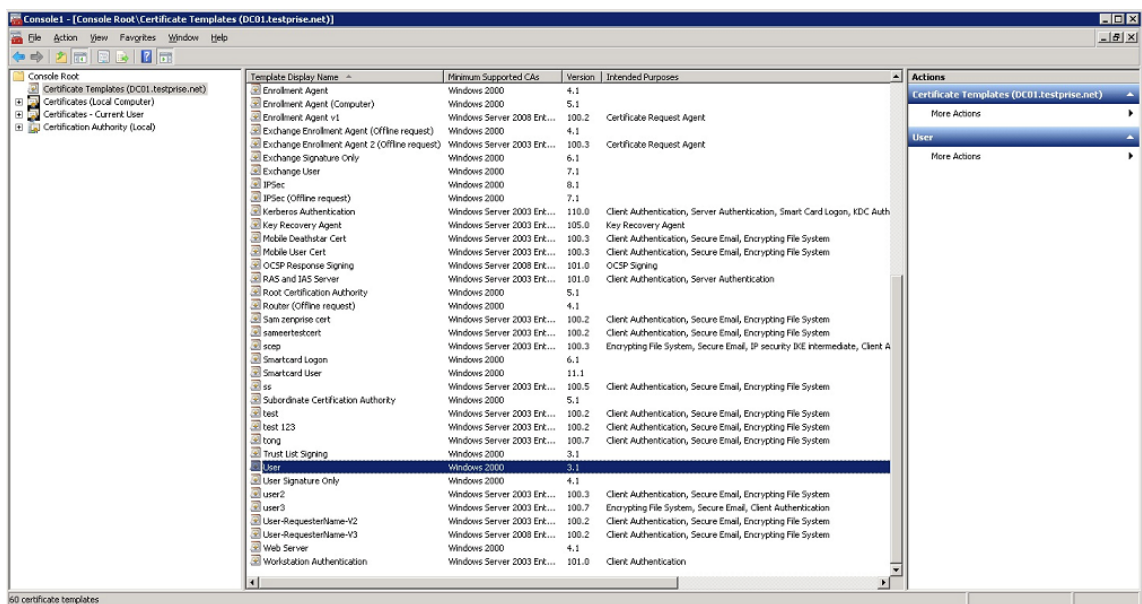 Console1 - [Console Root\Certificate Templates (DC01.testprise.net)]
File Action View Favorites Window Help
Console Root
Certificate Templates (DC01.testprise.net)
Certificates (Local Computer)
Certificates - Current User
Certification Authority (Local)
Template Display Name Minimum Supported CAs Version Intended Purposes
Enrollment Agent Windows 2000 4.1
Enrollment Agent (Computer) Windows 2000 5.1
Enrollment Agent v1 Windows Server 2008 Ent... 100.2 Certificate Request Agent
Exchange Enrollment Agent (Offline request) Windows 2000 4.1
Exchange Enrollment Agent 2 (Offline request) Windows Server 2003 Ent... 100.3 Certificate Request Agent
Exchange Signature Only Windows 2000 6.1
Exchange User Windows 2000 7.1
IPSec Windows 2000 8.1
IPSec (Offline request) Windows 2000 7.1
Kerberos Authentication Windows Server 2003 Ent... 110.0 Client Authentication, Server Authentication, Smart Card Logon, KDC Auth
Key Recovery Agent Windows Server 2003 Ent... 105.0 Key Recovery Agent
Mobile Deathstar Cert Windows Server 2003 Ent... 100.3 Client Authentication, Secure Email, Encrypting File System
Mobile User Cert Windows Server 2003 Ent... 100.3 Client Authentication, Secure Email, Encrypting File System
OCSP Response Signing Windows Server 2008 Ent... 101.0 OCSP Signing
RAS and IAS Server Windows Server 2003 Ent... 101.0 Client Authentication, Server Authentication
Root Certification Authority Windows 2000 5.1
Router (Offline request) Windows 2000 4.1
Sam zenprise cert Windows Server 2003 Ent... 100.2 Client Authentication, Secure Email, Encrypting File System
sameertestcert Windows Server 2003 Ent... 100.2 Client Authentication, Secure Email, Encrypting File System
scep Windows Server 2003 Ent... 100.3 Encrypting File System, Secure Email, IP security IKE intermediate, Client A
Smartcard Logon Windows 2000 6.1
Smartcard User Windows 2000 11.1
ss Windows Server 2003 Ent... 100.5 Client Authentication, Secure Email, Encrypting File System
Subordinate Certification Authority Windows 2000 5.1
test Windows Server 2003 Ent... 100.2 Client Authentication, Secure Email, Encrypting File System
test 123 Windows Server 2003 Ent... 100.2 Client Authentication, Secure Email, Encrypting File System
tong Windows Server 2003 Ent... 100.7 Client Authentication, Secure Email, Encrypting File System
Trust List Signing Windows 2000 3.1
User Windows 2000 3.1
User Signature Only Windows 2000 4.1
user2 Windows Server 2003 Ent... 100.3 Client Authentication, Secure Email, Encrypting File System
user3 Windows Server 2003 Ent... 100.7 Encrypting File System, Secure Email, Client Authentication
User-RequesterName-V2 Windows Server 2003 Ent... 100.2 Client Authentication, Secure Email, Encrypting File System
User-RequesterName-V3 Windows Server 2008 Ent... 100.2 Client Authentication, Secure Email, Encrypting File System
Web Server Windows 2000 4.1
Workstation Authentication Windows Server 2003 Ent... 101.0 Client Authentication
Actions
Certificate Templates (DC01.testprise.net)
More Actions
User
More Actions
60 certificate templates